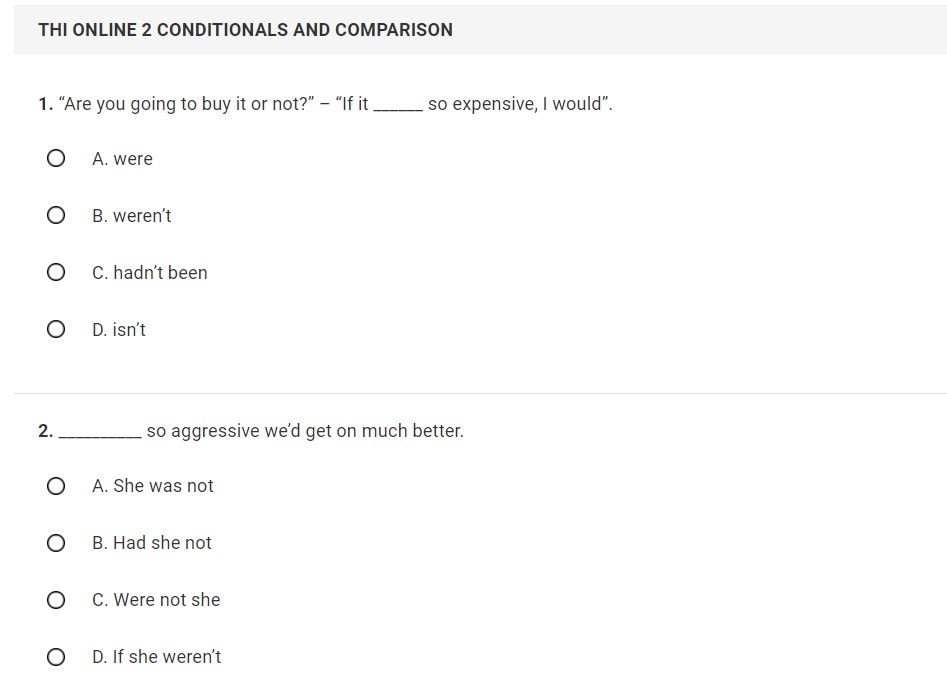 THI ONLINE 2 CONDITIONALS AND COMPARISON
1. “Are you going to buy it or not?” – “If it ______ so expensive, I would”.
A. were
B. weren’t
C. hadn’t been
D. isn’t
2. __________ so aggressive we’d get on much better.
A. She was not
B. Had she not
C. Were not she
D. If she weren’t